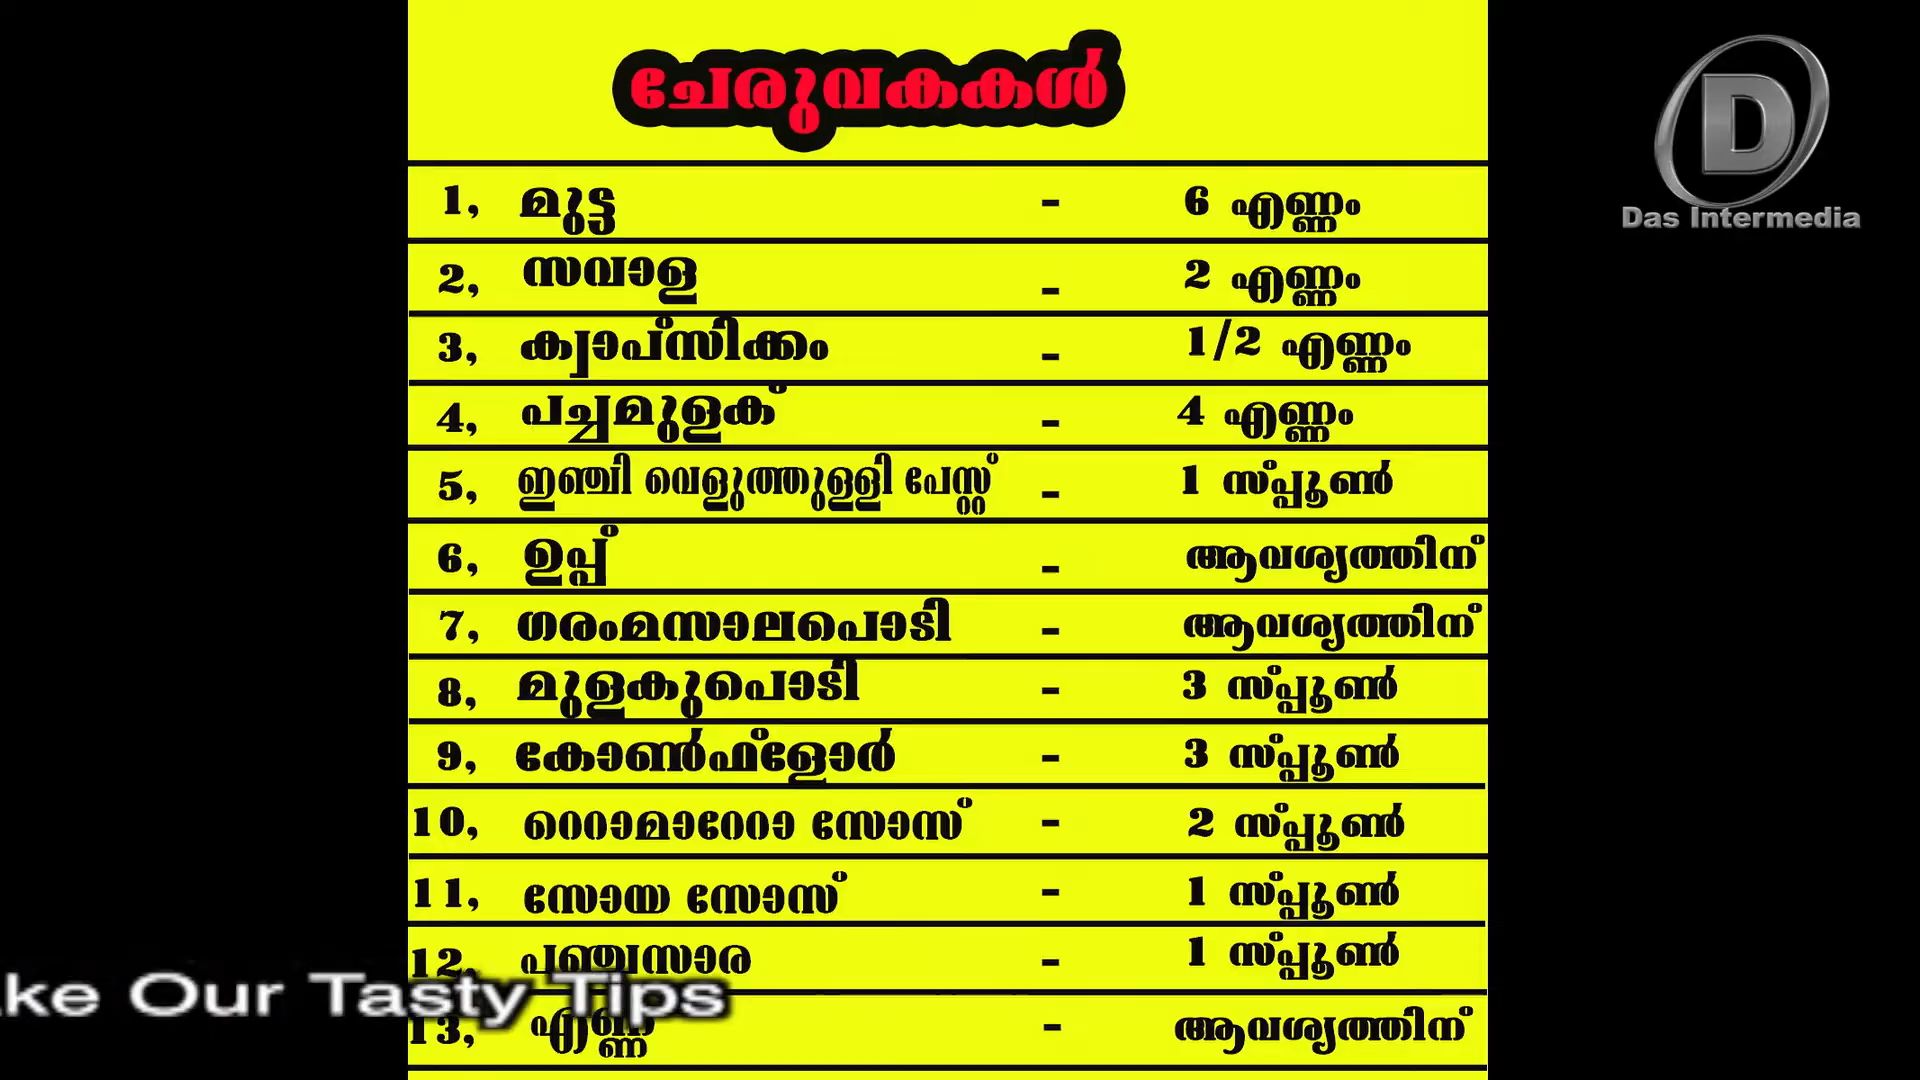 ചേരുവകകൾ
Das Intermedia
1, മുട്ട - 6 എണ്ണം
2, സവാള - 2 എണ്ണം
3, ക്യാപ്സിക്കം - 1/2 എണ്ണം
4, പച്ചമുളക് - 4 എണ്ണം
5, ഇഞ്ചി വെളുത്തുള്ളി പേസ്റ്റ് - 1 സ്പ്പൂൺ
6, ഉപ്പ് - ആവശ്യത്തിന്
7, ഗരംമസാലപൊടി - ആവശ്യത്തിന്
8, മുളകുപൊടി - 3 സ്പ്പൂൺ
9, കോൺഫ്ളോർ - 3 സ്പ്പൂൺ
10, റൊമാറോ സോസ് - 2 സ്പ്പൂൺ
11, സോയ സോസ് - 1 സ്പ്പൂൺ
12, പഞ്ചസാര - 1 സ്പ്പൂൺ
ke Our Tasty Tips
13, എണ്ണ - ആവശ്യത്തിന്